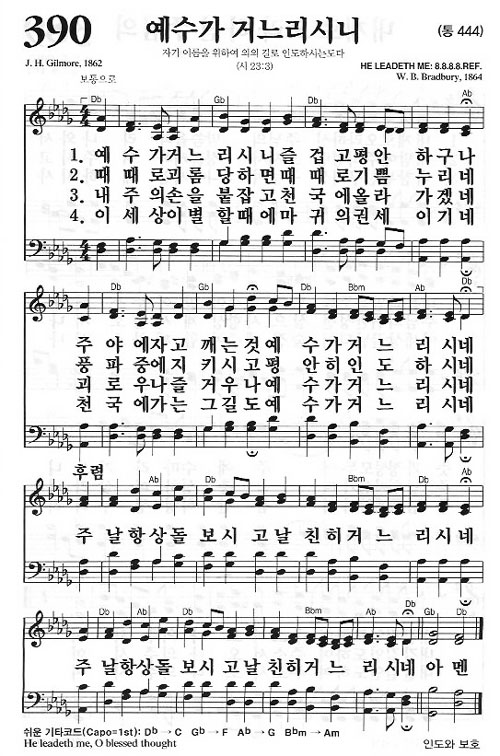 390
예수가 거느리시니
(통 444)
자기 이름을 위하여 의의 길로 인도하시는도다
(시 23:3)
J. H. Gilmore, 1862
HE LEADETH ME: 8.8.8.8.REF.
W. B. Bradbury, 1864
보통으로
Db Gb Db Ab
1. 예 수 가거느 리시니즐 겁 고평안 하구나
2. 때 때 로괴롬 당하면때 때로기쁨 누리네
3. 내 주 의손을 붙잡고천 국에올라 가겠네
4. 이 세 상이별 할때에마 귀의권세 이기네
Db Gb Db Ab Db
주 야 에자고 깨는것예 수가거느 리시네
풍 파 중에지 키시고평 안히인도 하시네
괴 로 우나즐 거우나예 수가거느 리시네
천 국 에가는 그길도예 수가거느 리시네
후렴
Db Ab Db Gb Db Ab
주 날항상돌 보시 고날 친히거느 리시네
Db Ab Db Bbm Ab Db Gb Db
주 날항상돌 보시 고날친히거느 리 시네아 멘
쉬운 기타코드(Capo=1st): Db→C Gb→F Ab→G Bbm→Am
He leadeth me, O blessed thought
인도와 보호